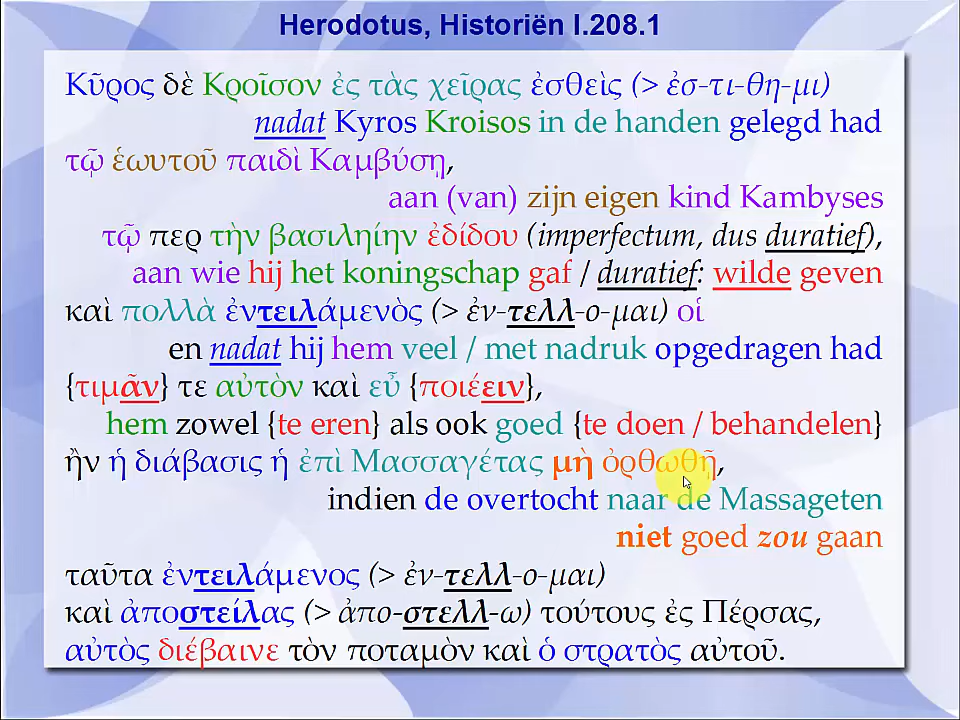 Herodotus, Historiën I.208.1
Κῦρος δὲ Κροῖσον ἐς τὰς χεῖρας ἐσθεὶς (> ἐσ-τι-θη-μι)
nadat Kyros Kroisos in de handen gelegd had
τῷ ἑωυτοῦ παιδὶ Καμβύσῃ,
aan (van) zijn eigen kind Kambyses
τῷ περ τὴν βασιληίην ἐδίδου (imperfectum, dus duratief),
aan wie hij het koningschap gaf / duratief: wilde geven
καὶ πολλὰ ἐντειλάμενὸς (> ἐν-τελλ-ο-μαι) οἱ
en nadat hij hem veel / met nadruk opgedragen had
{τιμᾶν} τε αὐτὸν καὶ εὖ {ποιέειν},
hem zowel {te eren} als ook goed {te doen / behandelen}
ἢν ἡ διάβασις ἡ ἐπὶ Μασσαγέτας μὴ ὀρθωθῇ,
indien de overtocht naar de Massageten
niet goed zou gaan
ταῦτα ἐντειλάμενος (> ἐν-τελλ-ο-μαι)
καὶ ἀποστείλας (> ἀπο-στελλ-ω) τούτους ἐς Πέρσας,
αὐτὸς διέβαινε τὸν ποταμὸν καὶ ὁ στρατὸς αὐτοῦ.